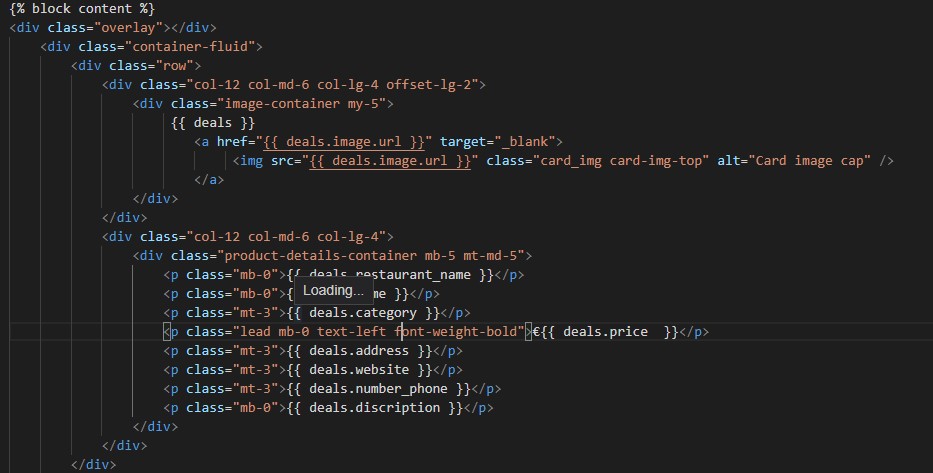 {% block content %}
<div class="overlay"></div>
<div class="container-fluid">
<div class="row">
<div class="col-12 col-md-6 col-lg-4 offset-lg-2">
<div class="image-container my-5">
{{ deals }}
<a href="{{ deals.image.url }}" target="_blank">
<img src="{{ deals.image.url }}" class="card_img card-img-top" alt="Card image cap" />
</a>
</div>
</div>
<div class="col-12 col-md-6 col-lg-4">
<div class="product-details-container mb-5 mt-md-5">
<p class="mb-0">{{ deals.restaurant_name }}</p>
<p class="mb-0">{ me }}</p>
Loading...
<p class="mt-3">{{ deals.category }}</p>
<p class="lead mb-0 text-left font-weight-bold">€{{ deals.price  }}</p>
<p class="mt-3">{{ deals.address }}</p>
<p class="mt-3">{{ deals.website }}</p>
<p class="mt-3">{{ deals.number_phone }}</p>
<p class="mb-0">{{ deals.discription }}</p>
</div>
</div>
</div>